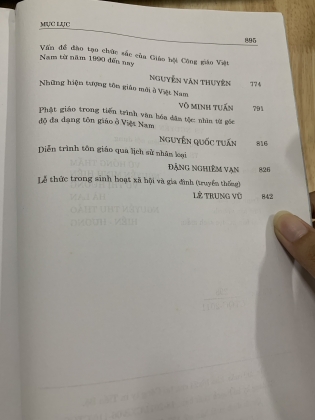 MỤC LỤC
895
Vấn đề đào tạo chức sắc của Giáo hội Công giáo Việt
Nam từ năm 1990 đến nay
NGUYỄN VĂN THUYÊN 774
Những hiện tượng tôn giáo mới ở Việt Nam
VÕ MINH TUẤN 791
Phật giáo trong tiến trình văn hóa dân tộc: nhìn từ góc
độ đa dạng tôn giáo ở Việt Nam
NGUYỄN QUỐC TUẤN 816
Diễn trình tôn giáo qua lịch sử nhân loại
ĐẶNG NGHIÊM VẠN 826
Lễ thức trong sinh hoạt xã hội và gia đình (truyền thống)
LÊ TRUNG VŨ 842